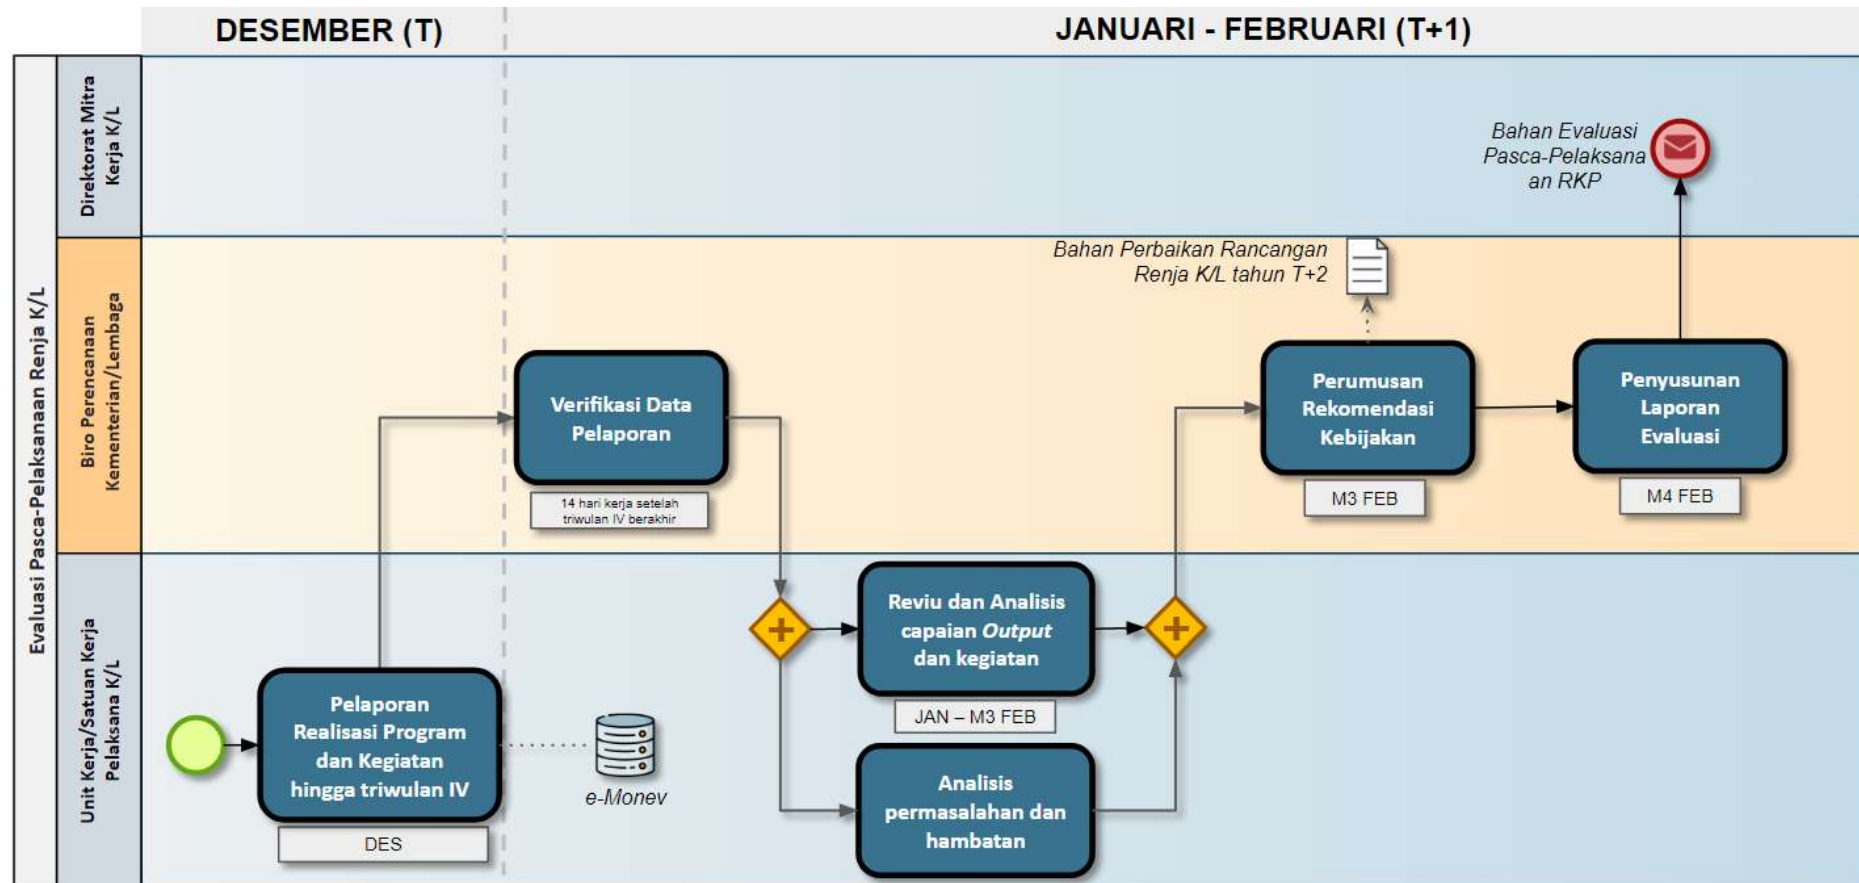 DESEMBER (T)
JANUARI - FEBRUARI (T+1)
Evaluasi Pasca-Pelaksanaan Renja K/L
Direktorat Mitra
Kerja K/L
Bahan Evaluasi
Pasca-Pelaksana
an RKP
Biro Perencanaan
Kementerian/Lembaga
Bahan Perbaikan Rancangan
Renja K/L tahun T+2
Verifikasi Data
Pelaporan
14 hari kerja setelah
triwulan IV berakhir
Perumusan
Rekomendasi
Kebijakan
M3 FEB
Penyusunan
Laporan
Evaluasi
M4 FEB
Unit Kerja/Satuan Kerja
Pelaksana K/L
Pelaporan
Realisasi Program
dan Kegiatan
hingga triwulan IV
DES
e-Monev
Reviu dan Analisis
capaian Output
dan kegiatan
JAN – M3 FEB
Analisis
permasalahan dan
hambatan